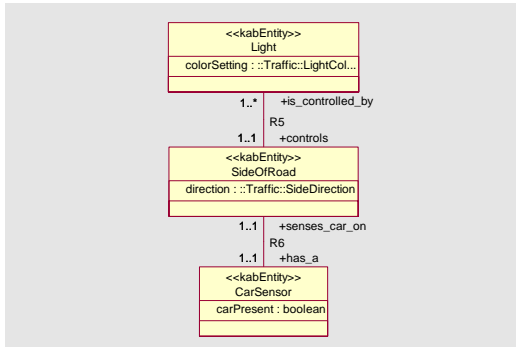 <<kabEntity>>
Light
colorSetting : ::Traffic::LightCol...
1..* +is_controlled_by
R5
1..1 +controls
<<kabEntity>>
SideOfRoad
direction : ::Traffic::SideDirection
1..1 +senses_car_on
R6
1..1 +has_a
<<kabEntity>>
CarSensor
carPresent : boolean